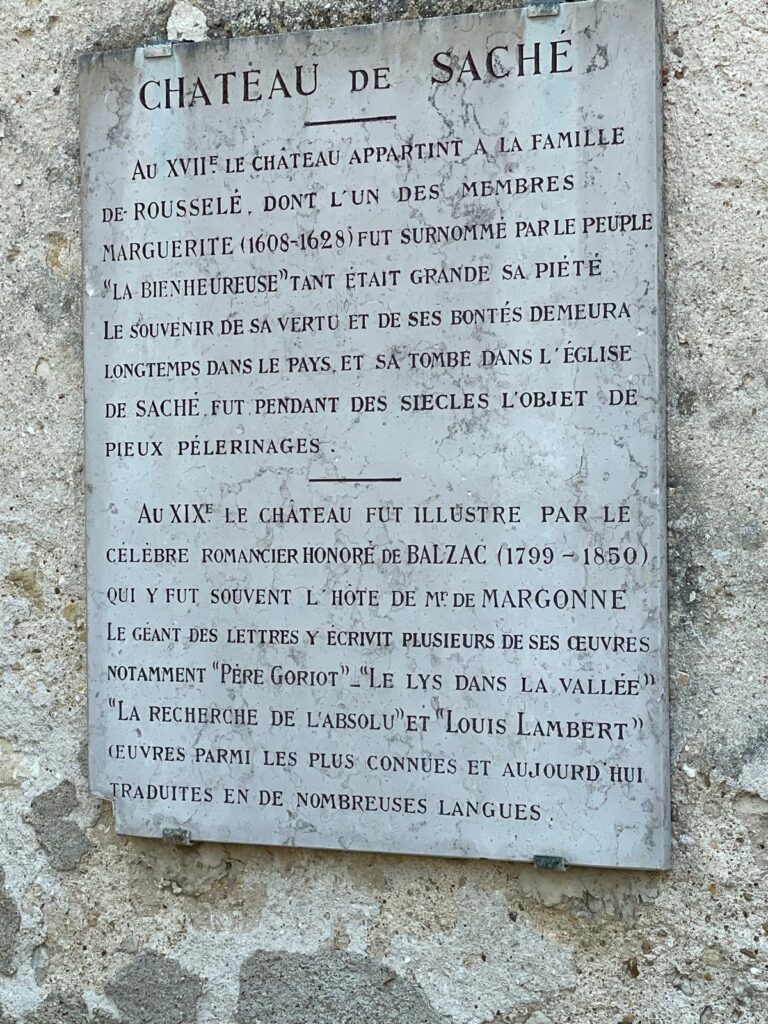 CHATEAU DE SACHÉ
AU XVIIE LE CHÂTEAU APPARTINT A LA FAMILLE
DE ROUSSELÉ, DONT L'UN DES MEMBRES
MARGUERITE (1608-1628) FUT SURNOMMÉ PAR LE PEUPLE
"LA BIENHEUREUSE" TANT ÉTAIT GRANDE SA PIÉTÉ
LE SOUVENIR DE SA VERTU ET DE SES BONTÉS DEMEURA
LONGTEMPS DANS LE PAYS, ET SA TOMBE DANS L'ÉGLISE
DE SACHÉ, FUT PENDANT DES SIECLES L'OBJET DE
PIEUX PÉLERINAGES.
AU XIXE LE CHÂTEAU FUT ILLUSTRE PAR LE
CÉLÈBRE ROMANCIER HONORÉ DE BALZAC (1799 - 1850)
QUI Y FUT SOUVENT L'HÔTE DE Mr. DE MARGONNE
LE GÉANT DES LETTRES Y ÉCRIVIT PLUSIEURS DE SES ŒUVRES
NOTAMMENT "PÈRE GORIOT" - "LE LYS DANS LA VALLÉE"
"LA RECHERCHE DE L'ABSOLU" ET "LOUIS LAMBERT"
ŒUVRES PARMI LES PLUS CONNUES ET AUJOURD'HUI
TRADUITES EN DE NOMBREUSES LANGUES.